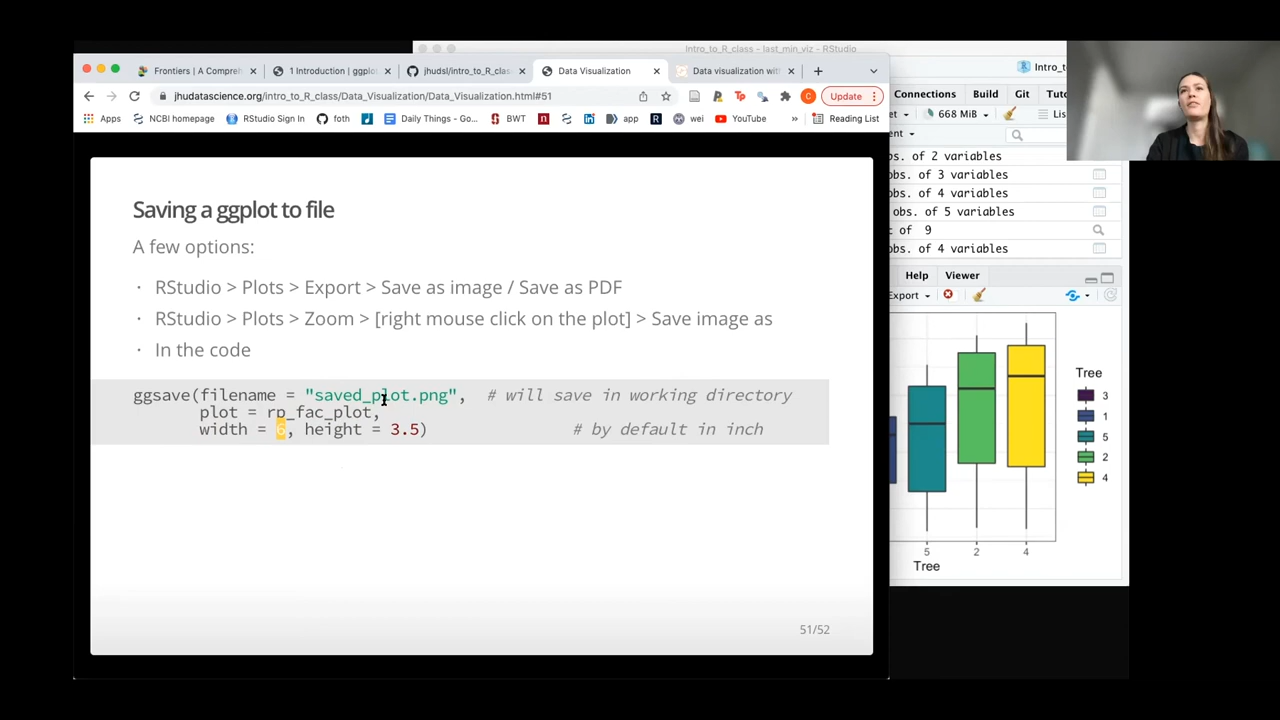 Intro_to_R_class - last_min_viz - RStudio
Frontiers | A Compreh
1 Introduction | ggplot
jhudsl/intro_to_R_class
Data Visualization
Data visualization with
Intro_to
jhudatascience.org/intro_to_R_class/Data_Visualization/Data_Visualization.html#51
Update
Connections Build Git Tuto
Apps
NCBI homepage
RStudio Sign In
foth
Daily Things - Go...
BWT
app
wei
YouTube
»
Reading List
668 MiB
Lis
obs. of 2 variables
obs. of 3 variables
obs. of 4 variables
obs. of 5 variables
of 9
obs. of 4 variables
Help Viewer
Export
Saving a ggplot to file
A few options:
· RStudio > Plots > Export > Save as image / Save as PDF
· RStudio > Plots > Zoom > [right mouse click on the plot] > Save image as
· In the code
ggsave(filename = "saved_plot.png", # will save in working directory
plot = rp_fac_plot,
width = 6, height = 3.5) # by default in inch
51/52
5 2 4
Tree
Tree
3
1
5
2
4